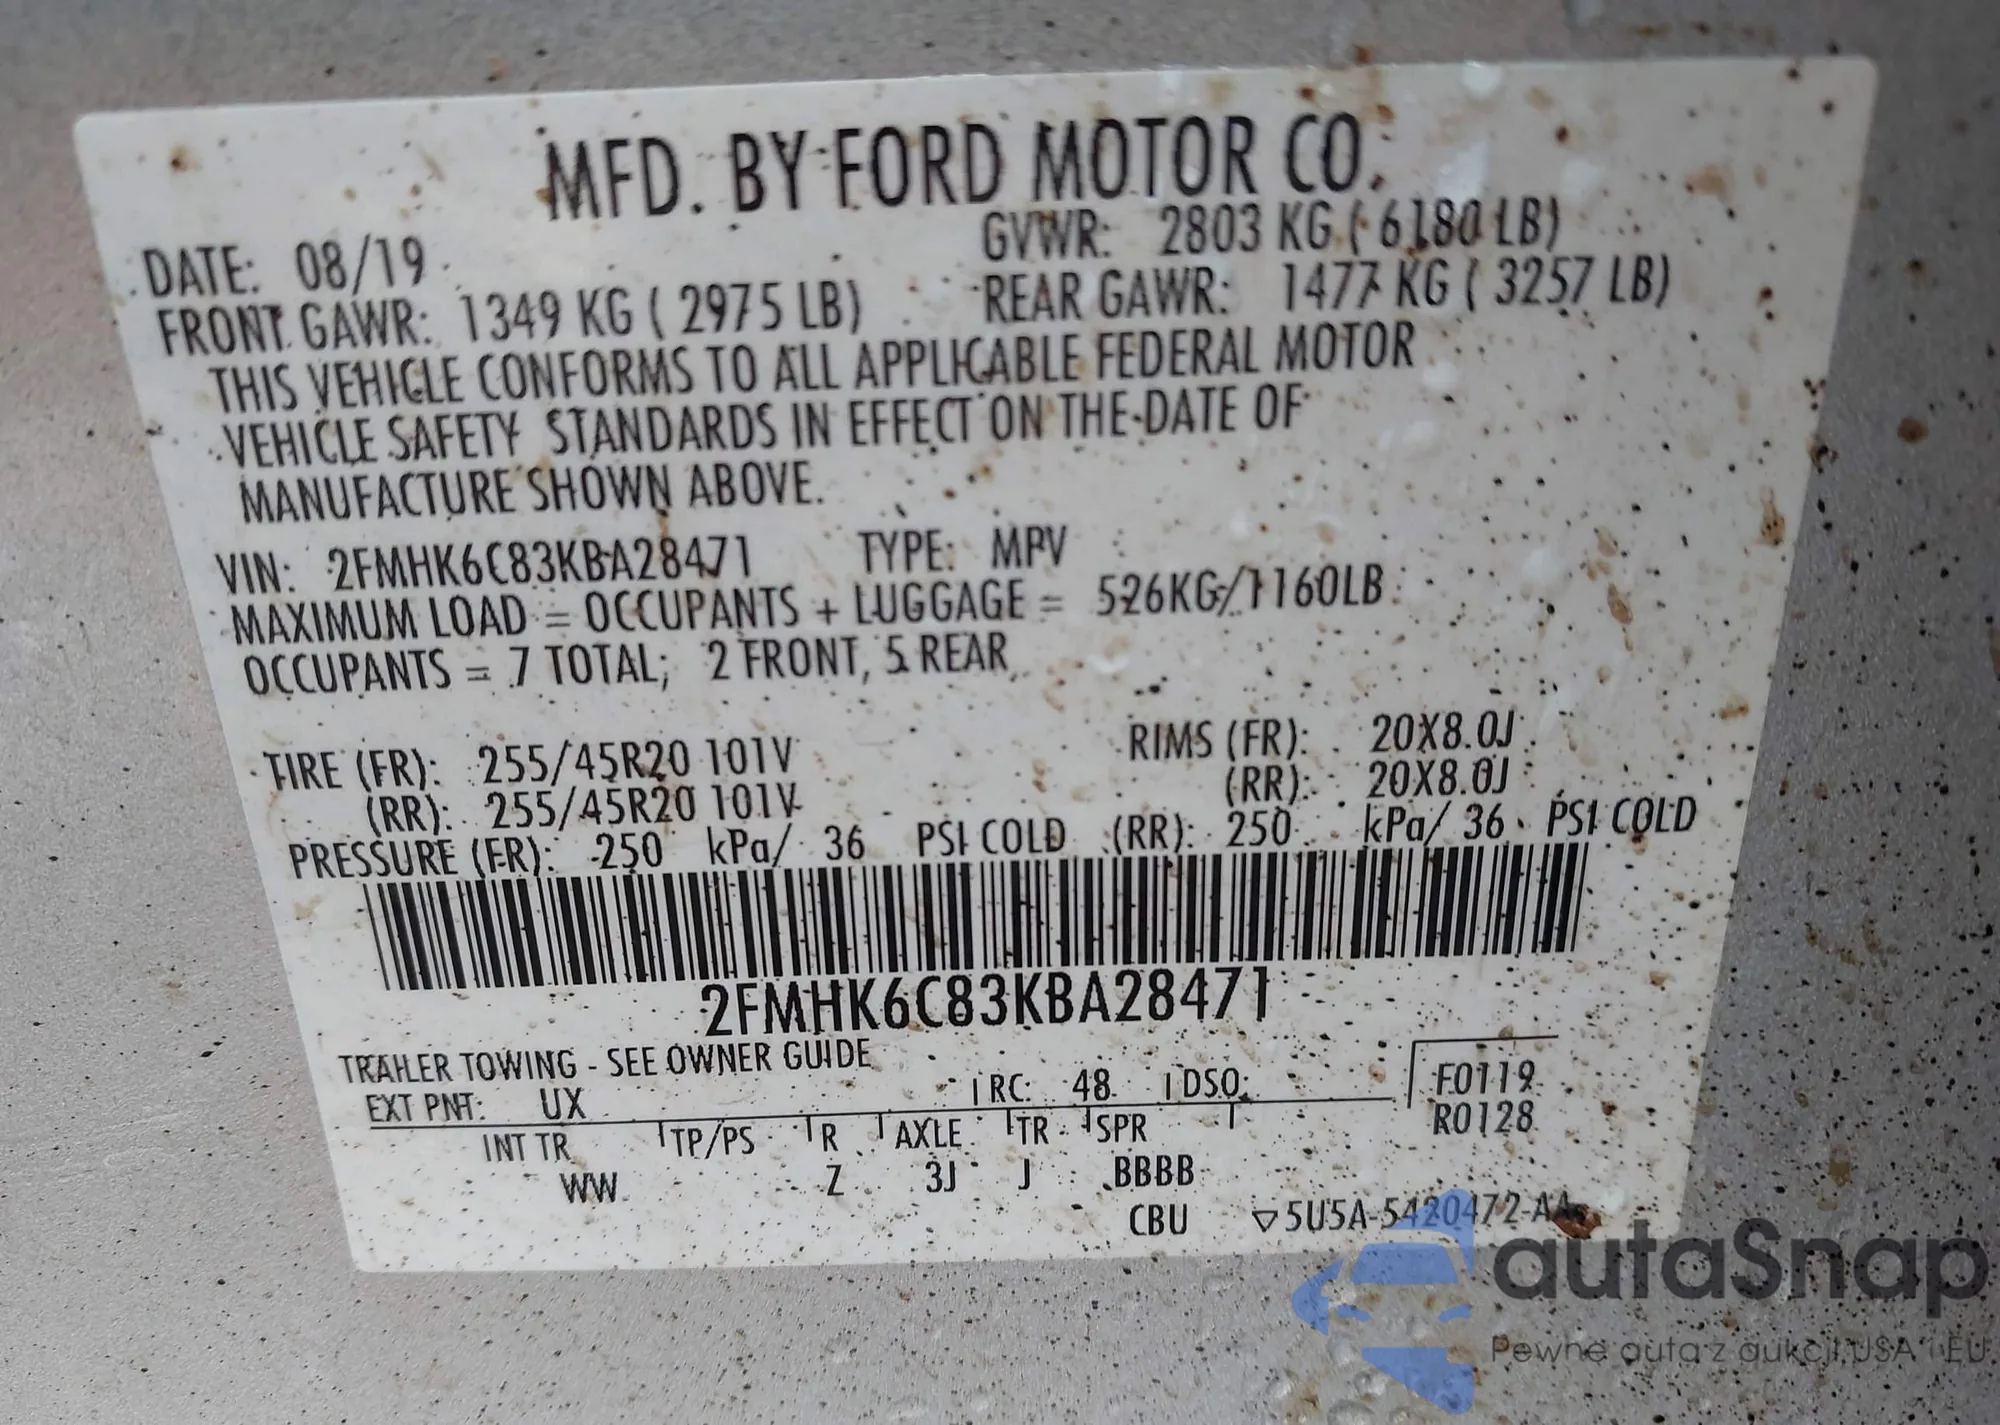 MFD. BY FORD MOTOR CO.
DATE: 08/19 GVWR: 2803 KG ( 6180 LB)
FRONT GAWR: 1349 KG ( 2975 LB) REAR GAWR: 1477 KG ( 3257 LB)
THIS VEHICLE CONFORMS TO ALL APPLICABLE FEDERAL MOTOR
VEHICLE SAFETY STANDARDS IN EFFECT ON THE DATE OF
MANUFACTURE SHOWN ABOVE.
VIN: 2FMHK6C83KBA28471 TYPE: MPV
MAXIMUM LOAD = OCCUPANTS + LUGGAGE = 526KG/1160LB
OCCUPANTS = 7 TOTAL; 2 FRONT, 5 REAR
TIRE (FR): 255/45R20 101V RIMS (FR): 20X8.0J
(RR): 255/45R20 101V (RR): 20X8.0J
PRESSURE (FR): 250 kPa/ 36 PSI COLD (RR): 250 kPa/ 36 PSI COLD
2FMHK6C83KBA28471
TRAILER TOWING - SEE OWNER GUIDE
EXT PNT: UX RC: 48 DSO: F0119
R0128
INT TR TP/PS R AXLE TR SPR
WW Z 3J J BBBB
CBU ▽5U5A-5420472-AA
autaSnap
Pewne auta z aukcji USA i EU